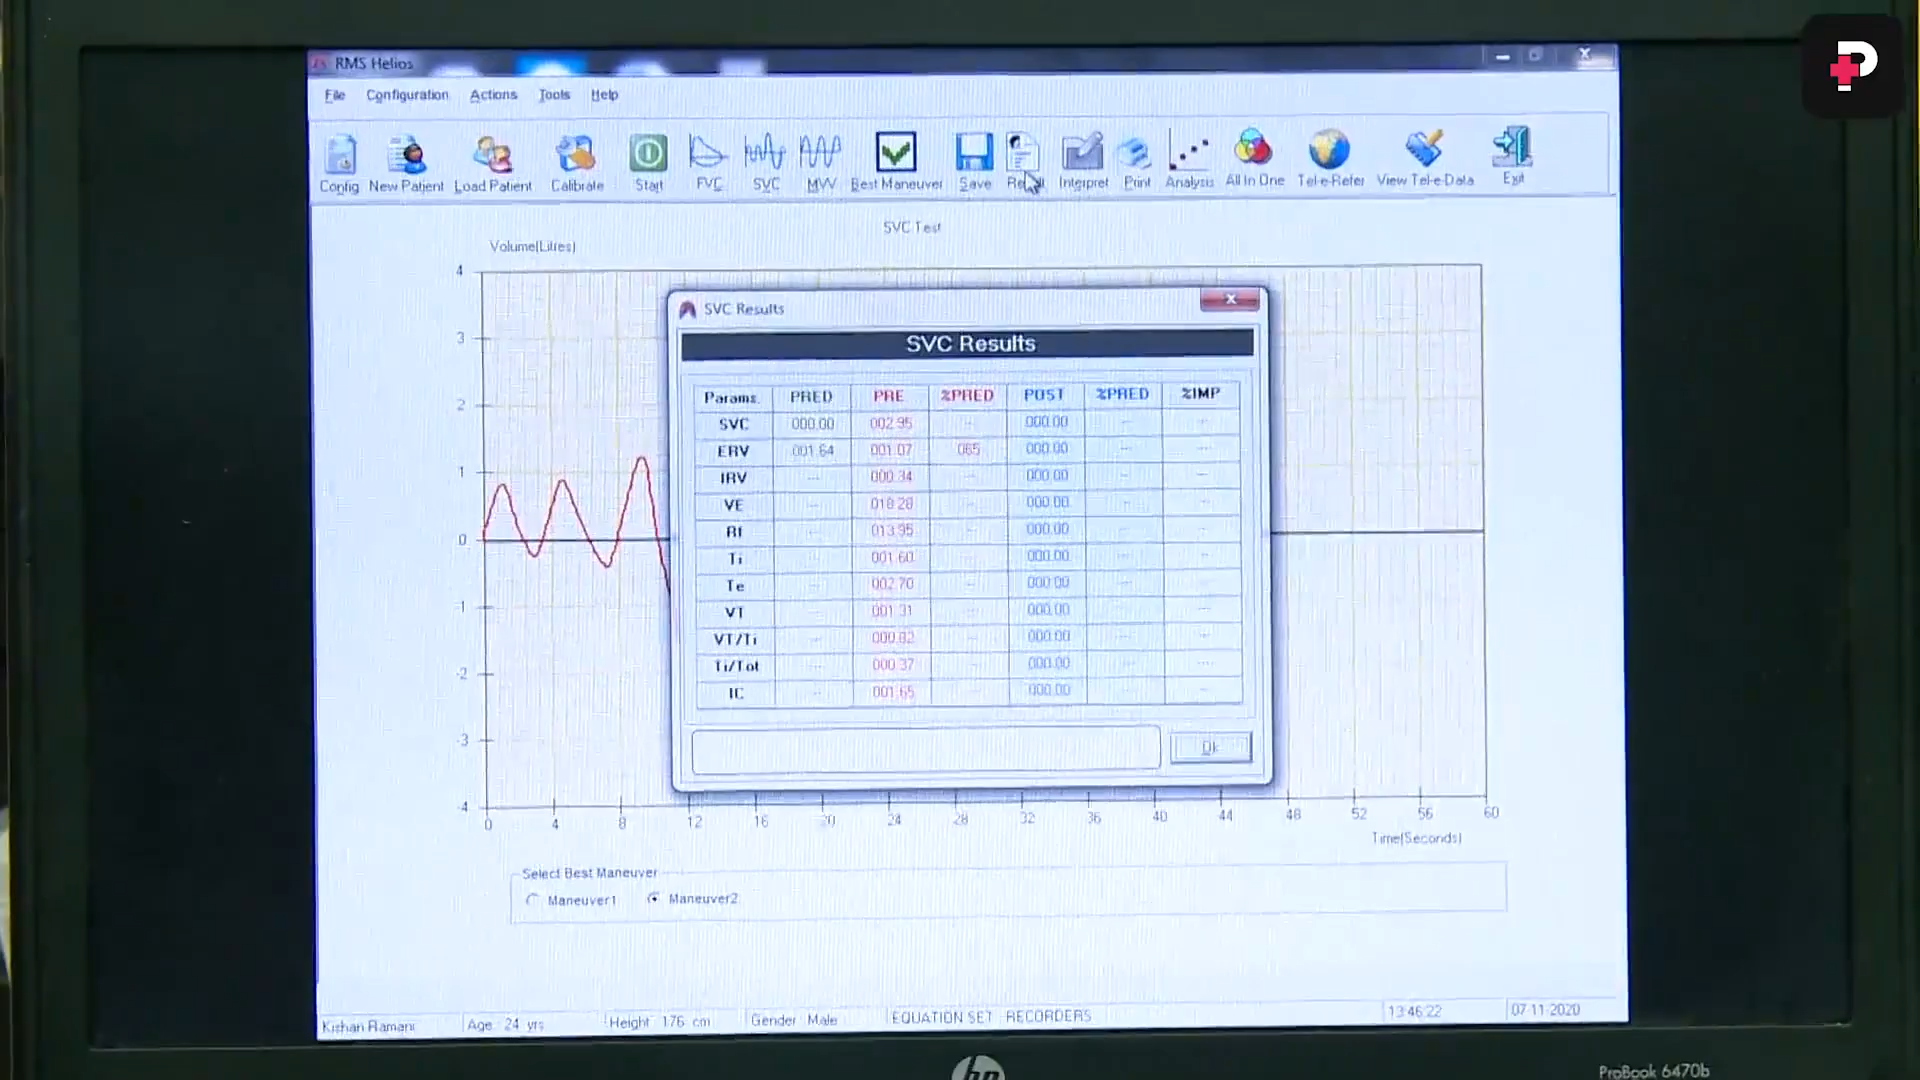 RMS Helios
File Configuration Actions Tools Help
Config New Patient Load Patient Calibrate Start FVC SVC MVV Best Maneuver Save Interpret Print Analysis All In One Tel-e-Refer View Tel-e-Data Exit
SVC Test
Volume(Litres)
SVC Results
SVC Results
Params. PRED PRE %PRED POST %PRED %IMP
SVC 000.00 002.95 --- 000.00 --- ---
ERV 001.64 001.07 065 000.00 --- ---
IRV --- 000.34 --- 000.00 --- ---
VE --- 018.28 --- 000.00 --- ---
Rf --- 013.95 --- 000.00 --- ---
Ti --- 001.60 --- 000.00 --- ---
Te --- 002.70 --- 000.00 --- ---
VT --- 001.31 --- 000.00 --- ---
VT/Ti --- 000.82 --- 000.00 --- ---
Ti/Tot --- 000.37 --- 000.00 --- ---
IC --- 001.65 --- 000.00 --- ---
Ok
4
3
2
1
0
-1
-2
-3
-4
0 4 8 12 16 20 24 28 32 36 40 44 48 52 56 60
Time(Seconds)
Select Best Maneuver
Maneuver1 Maneuver2
Kishan Ramani Age 24 yrs Height 176 cm Gender Male EQUATION SET RECORDERS 13:46:22 07-11-2020
hp
ProBook 6470b
P